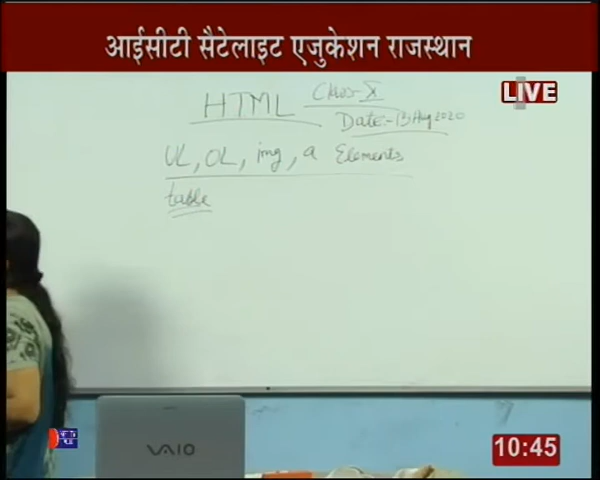 आईसीटी सैटेलाइट एजुकेशन राजस्थान
LIVE
HTML Class-X
Date:-13 Aug 2020
UL, OL, img, a Elements
table
VAIO
10:45